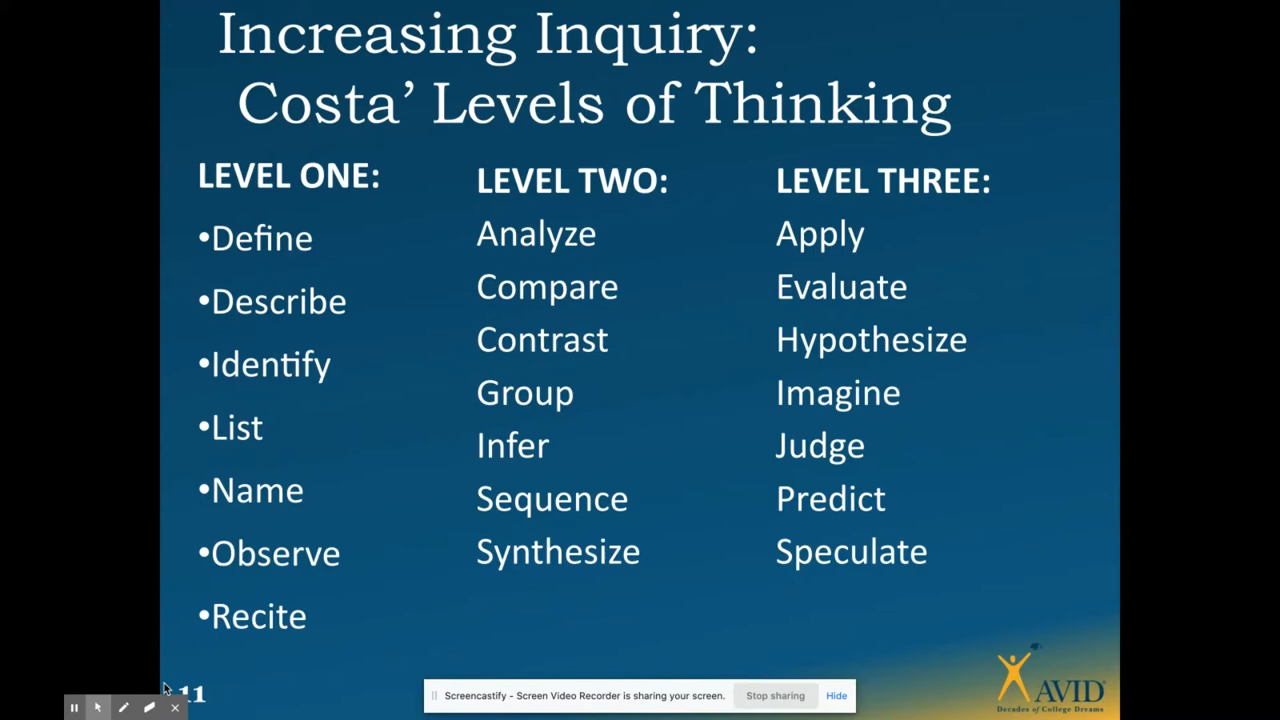 Increasing Inquiry:
Costa’ Levels of Thinking
LEVEL ONE:
•Define
•Describe
•Identify
•List
•Name
•Observe
•Recite
LEVEL TWO:
Analyze
Compare
Contrast
Group
Infer
Sequence
Synthesize
LEVEL THREE:
Apply
Evaluate
Hypothesize
Imagine
Judge
Predict
Speculate
11
Screencastify - Screen Video Recorder is sharing your screen. Stop sharing Hide
AVID®
Decades of College Dreams